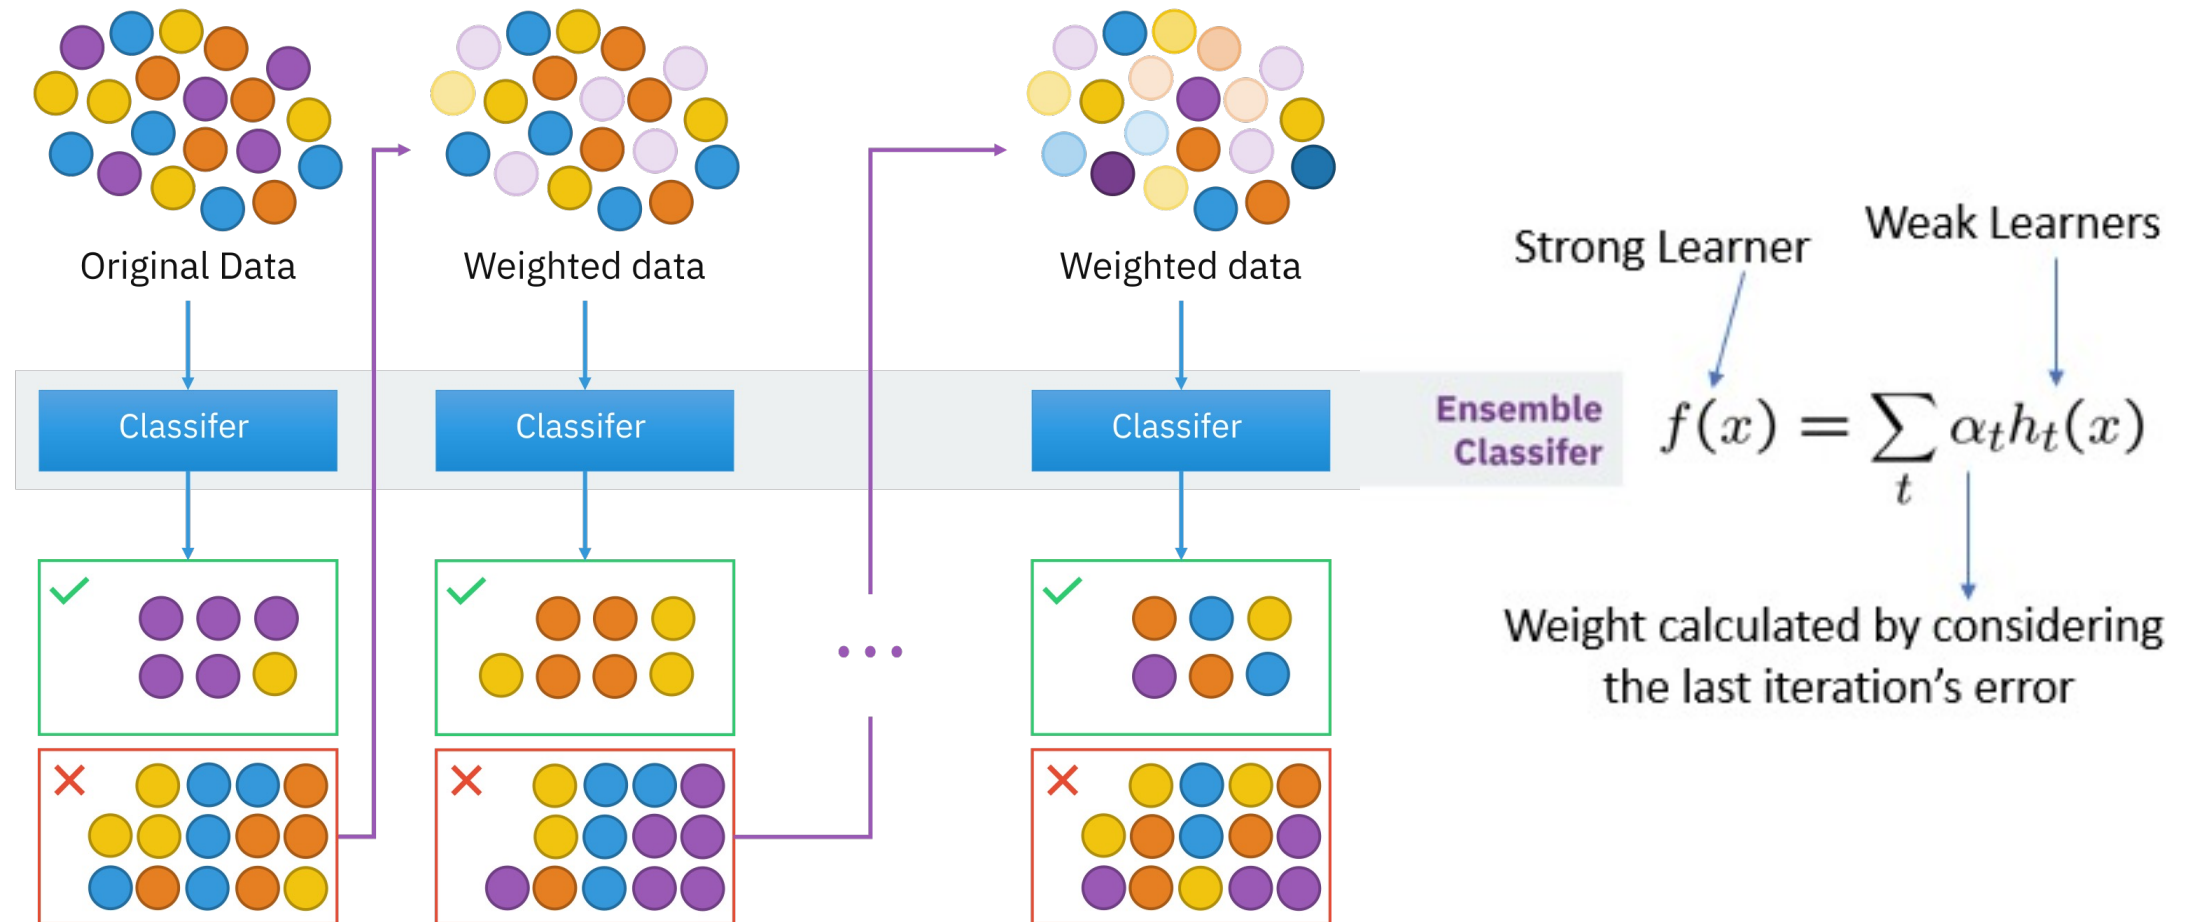 Original Data
Weighted data
Weighted data
Strong Learner
Weak Learners
Classifer
Classifer
Classifer
Ensemble
Classifer
f(x) = ∑ αₜhₜ(x)
t
...
Weight calculated by considering
the last iteration’s error